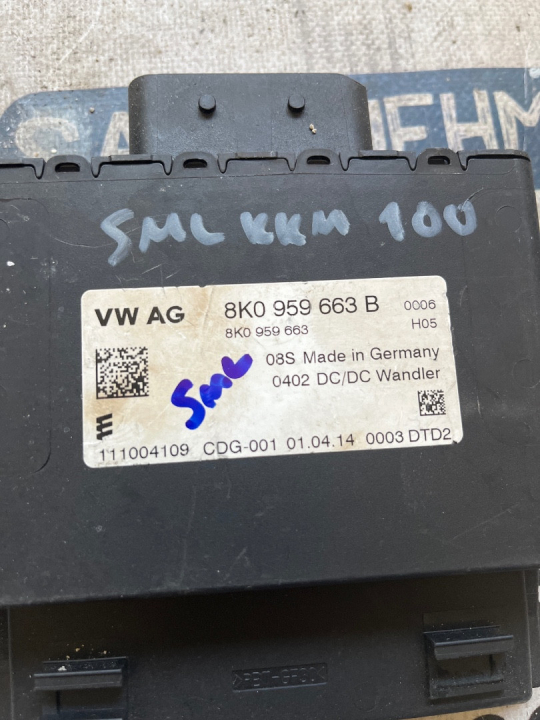 SML KKM 100
VW AG 8K0 959 663 B 0006
8K0 959 663 H05
08S Made in Germany
0402 DC/DC Wandler
SML
111004109 CDG-001 01.04.14 0003 DTD2